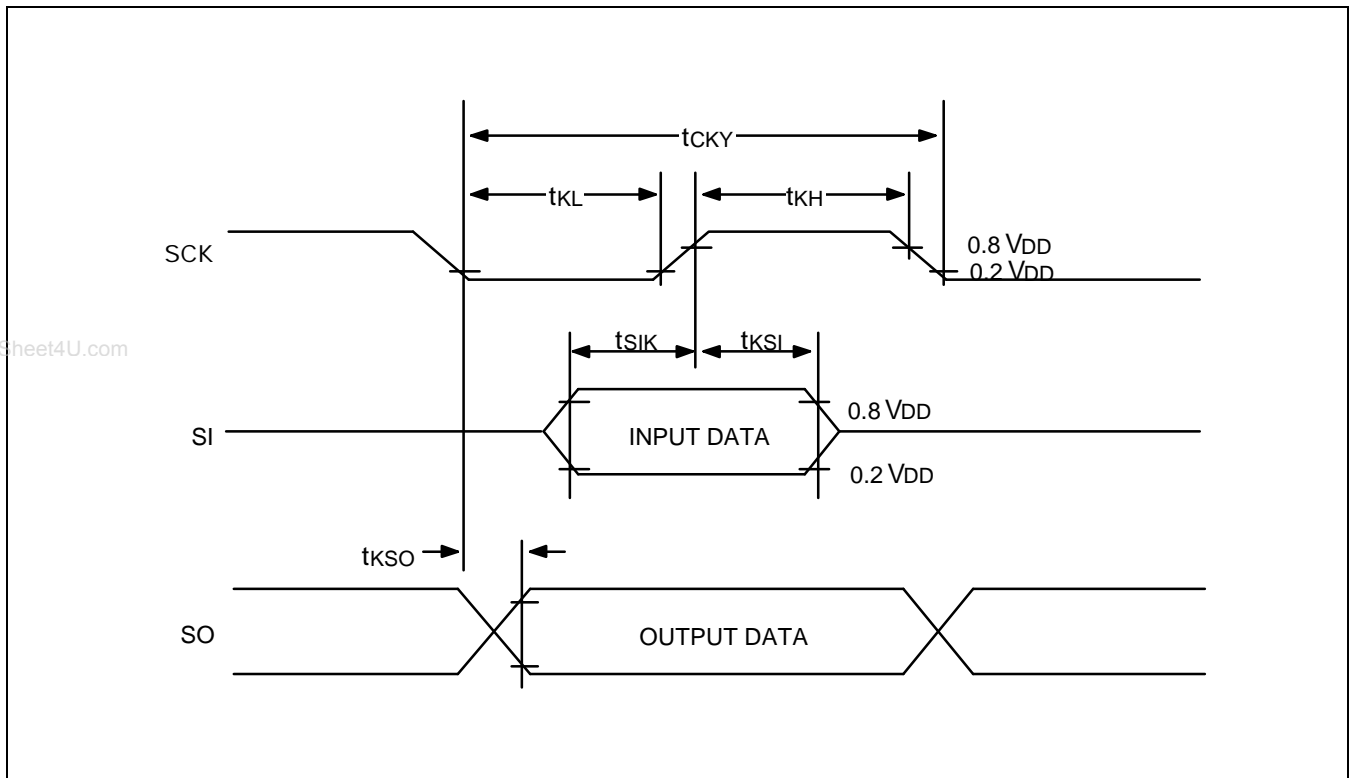 tCKY
tKL
tKH
SCK
0.8 VDD
0.2 VDD
Sheet4U.com
tSIK
tKSI
SI
INPUT DATA
0.8 VDD
0.2 VDD
tKSO
SO
OUTPUT DATA